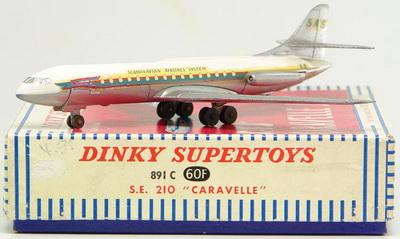 SAS
SCANDINAVIAN AIRLINES SYSTEM
DINKY SUPERTOYS
891 C 60F
S.E. 210 "CARAVELLE"